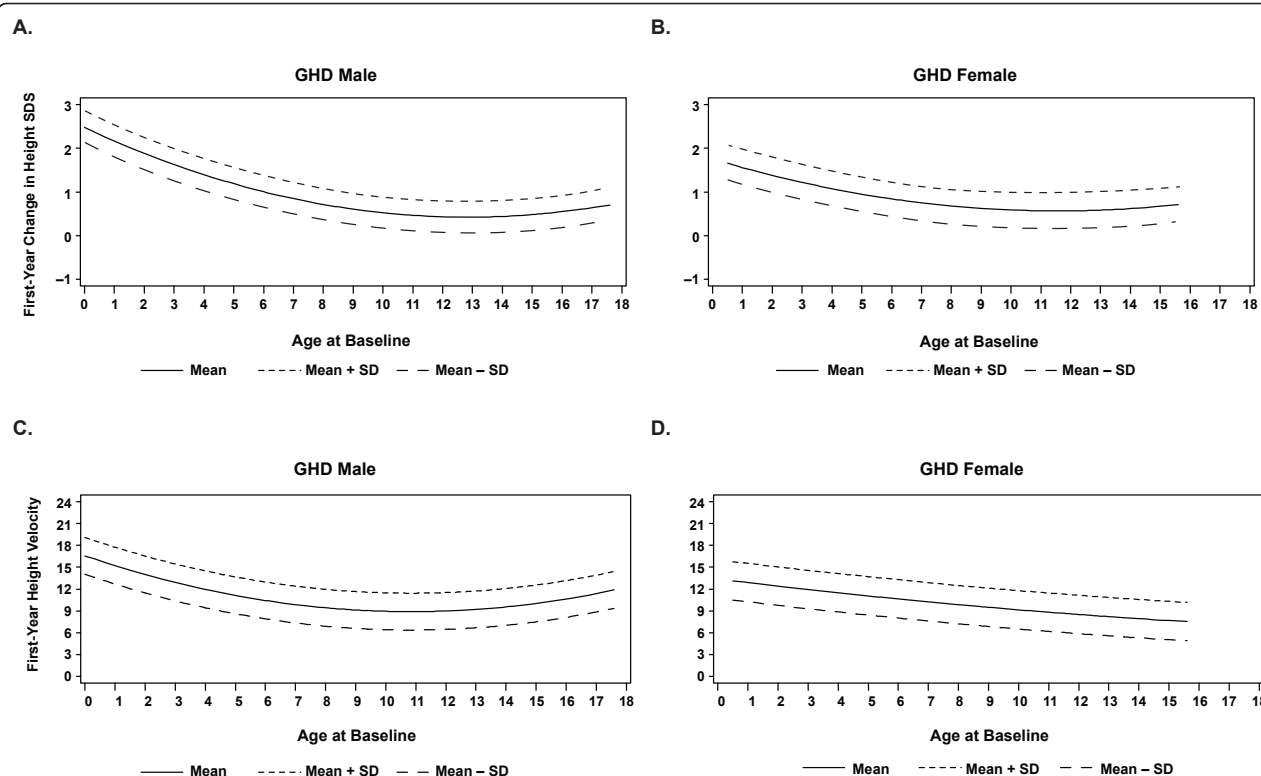 A.
GHD Male
First-Year Change in Height SDS
3
2
1
0
–1
0 1 2 3 4 5 6 7 8 9 10 11 12 13 14 15 16 17 18
Age at Baseline
Mean Mean + SD Mean – SD
B.
GHD Female
3
2
1
0
–1
0 1 2 3 4 5 6 7 8 9 10 11 12 13 14 15 16 17 18
Age at Baseline
Mean Mean + SD Mean – SD
C.
GHD Male
First-Year Height Velocity
24
21
18
15
12
9
6
3
0
0 1 2 3 4 5 6 7 8 9 10 11 12 13 14 15 16 17 18
Age at Baseline
Mean Mean + SD Mean – SD
D.
GHD Female
24
21
18
15
12
9
6
3
0
0 1 2 3 4 5 6 7 8 9 10 11 12 13 14 15 16 17 18
Age at Baseline
Mean Mean + SD Mean – SD